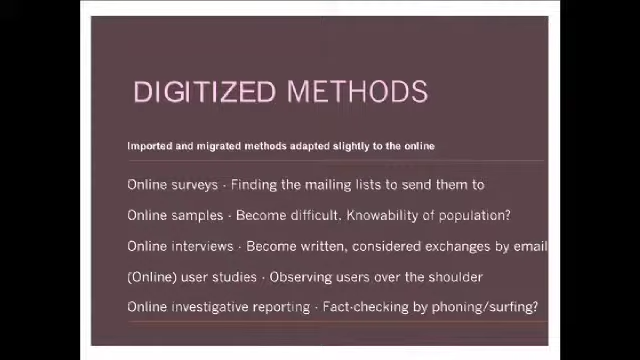 DIGITIZED METHODS
Imported and migrated methods adapted slightly to the online
Online surveys · Finding the mailing lists to send them to
Online samples · Become difficult. Knowability of population?
Online interviews · Become written, considered exchanges by email
(Online) user studies · Observing users over the shoulder
Online investigative reporting · Fact-checking by phoning/surfing?